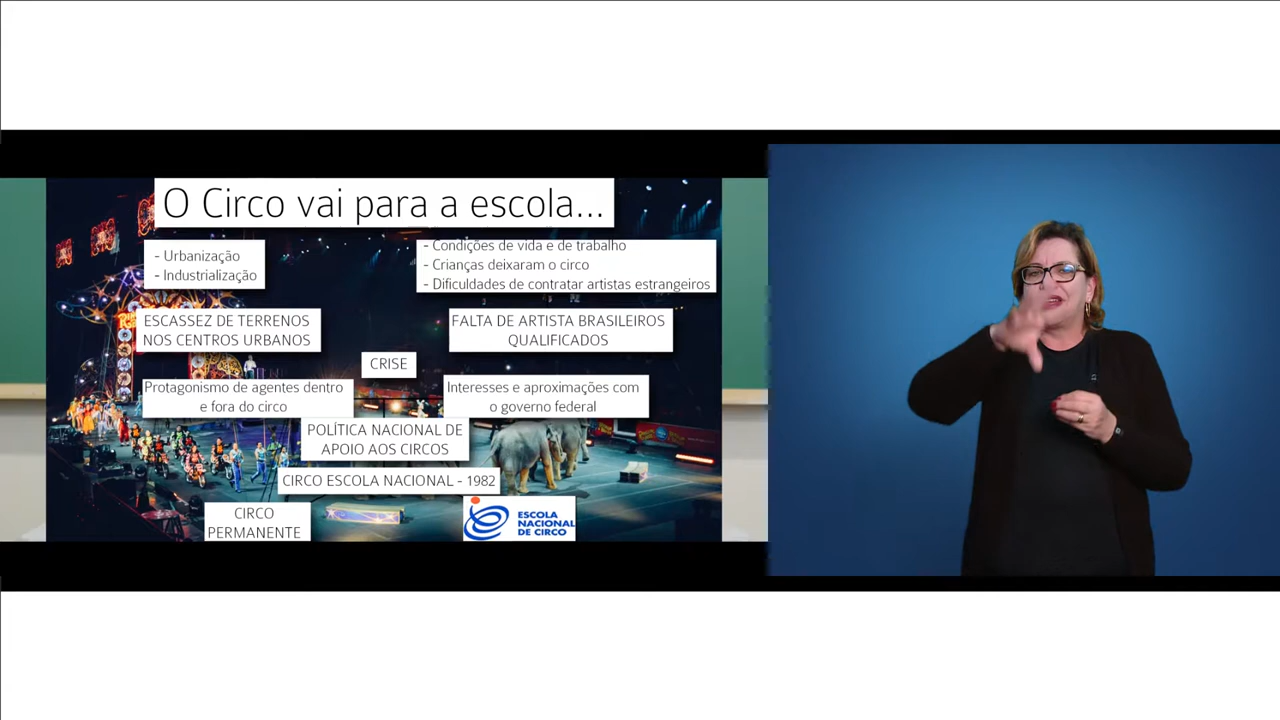 O Circo vai para a escola...
- Urbanização
- Industrialização
- Condições de vida e de trabalho
- Crianças deixaram o circo
- Dificuldades de contratar artistas estrangeiros
ESCASSEZ DE TERRENOS
NOS CENTROS URBANOS
FALTA DE ARTISTA BRASILEIROS
QUALIFICADOS
CRISE
Protagonismo de agentes dentro
e fora do circo
Interesses e aproximações com
o governo federal
POLÍTICA NACIONAL DE
APOIO AOS CIRCOS
CIRCO ESCOLA NACIONAL - 1982
CIRCO
PERMANENTE
ESCOLA
NACIONAL
DE CIRCO